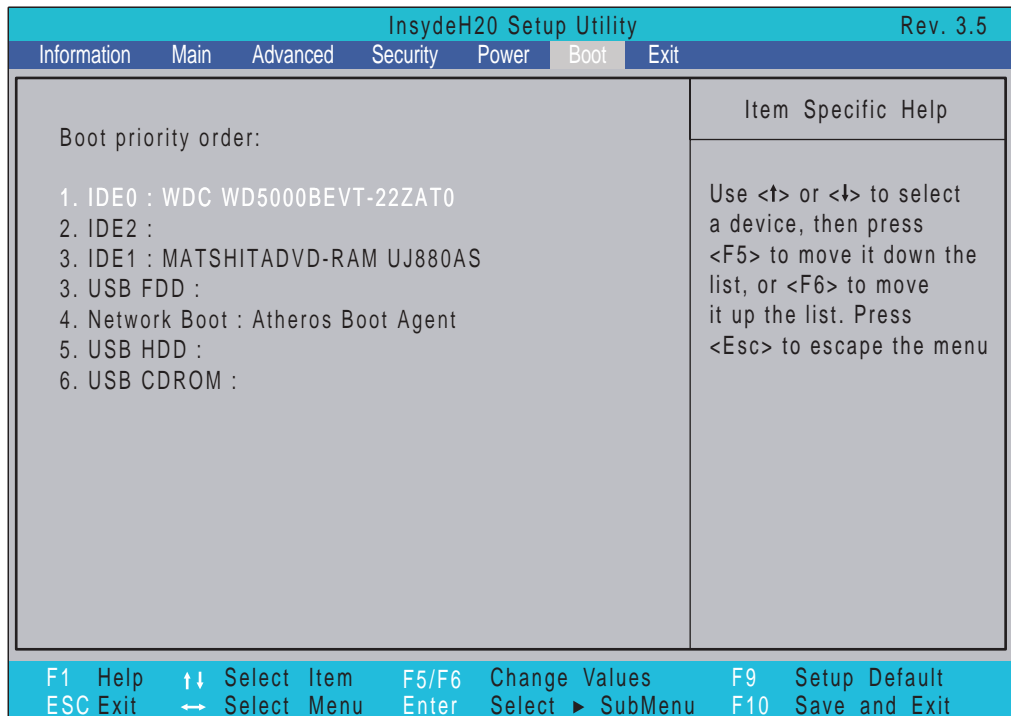 InsydeH20 Setup Utility Rev. 3.5
Information Main Advanced Security Power Boot Exit
Boot priority order:
1. IDE0 : WDC WD5000BEVT-22ZAT0
2. IDE2 :
3. IDE1 : MATSHITADVD-RAM UJ880AS
3. USB FDD :
4. Network Boot : Atheros Boot Agent
5. USB HDD :
6. USB CDROM :
Item Specific Help
Use <↑> or <↓> to select
a device, then press
<F5> to move it down the
list, or <F6> to move
it up the list. Press
<Esc> to escape the menu
F1 Help ↑↓ Select Item F5/F6 Change Values F9 Setup Default
ESC Exit ↔ Select Menu Enter Select ► SubMenu F10 Save and Exit